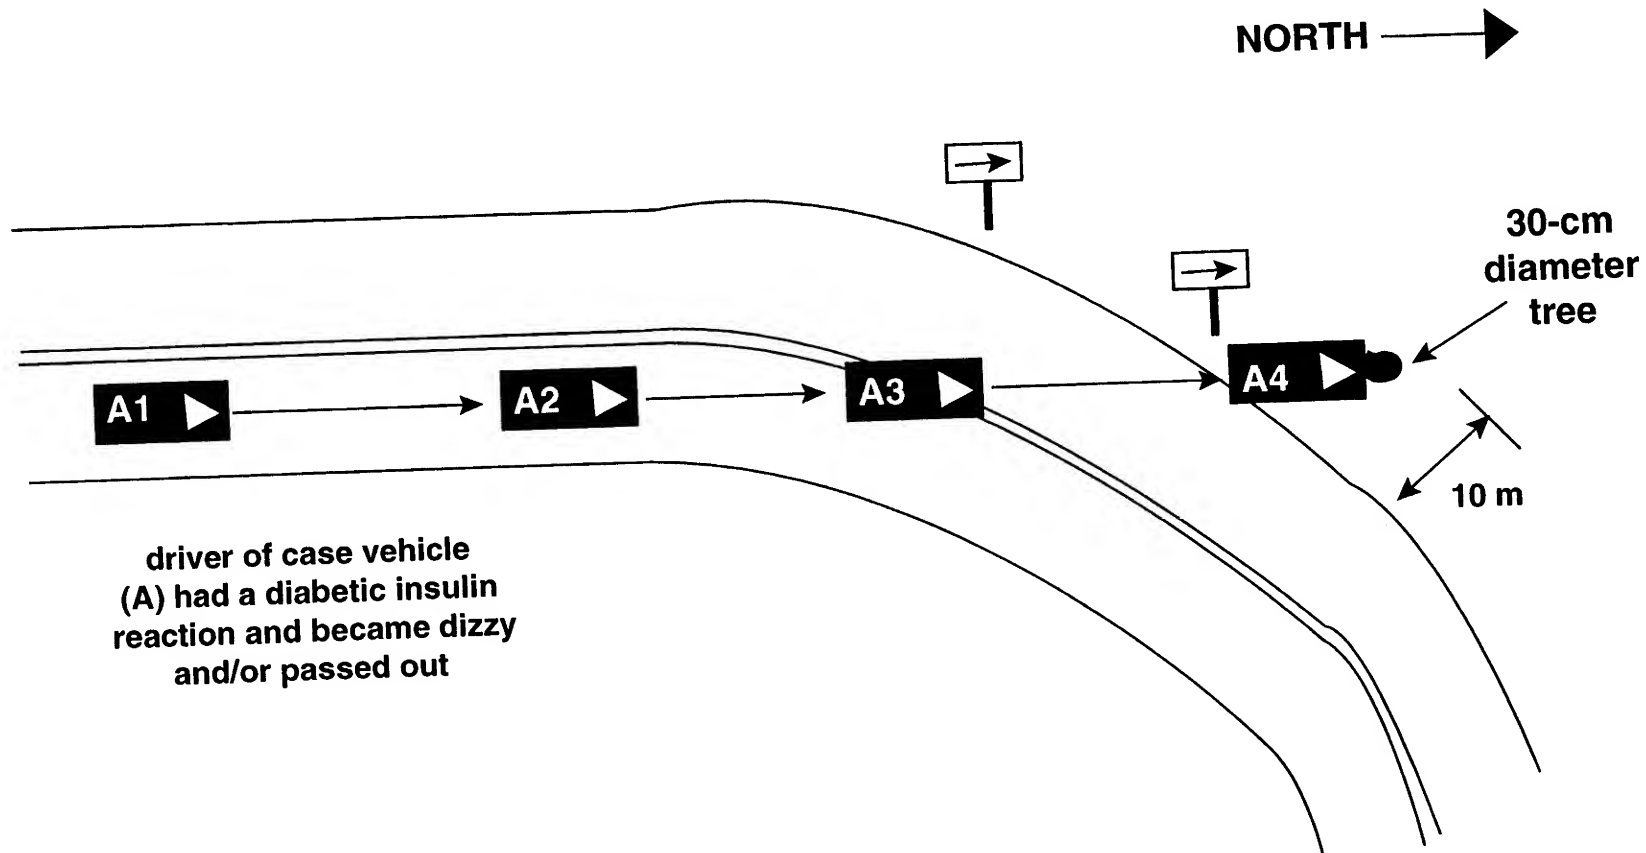 NORTH
30-cm
diameter
tree
A1
A2
A3
A4
10 m
driver of case vehicle
(A) had a diabetic insulin
reaction and became dizzy
and/or passed out